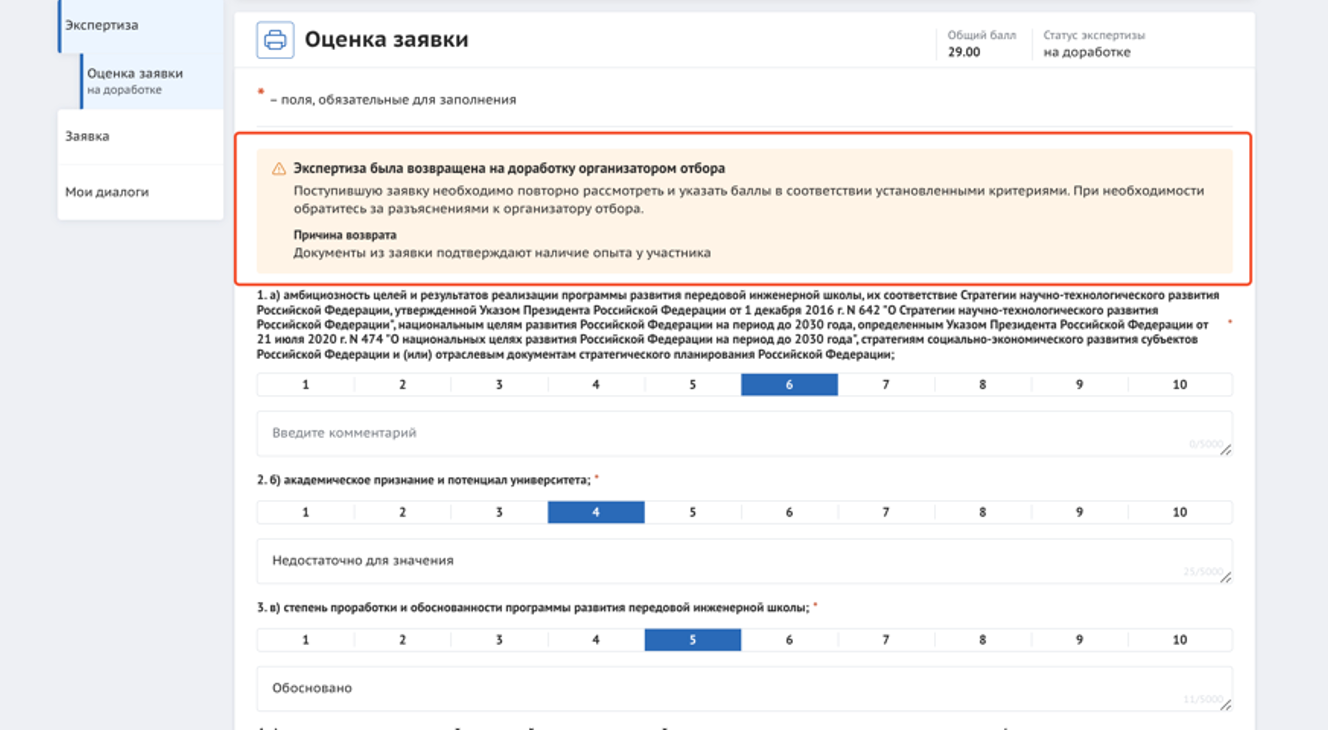 Экспертиза
Оценка заявки
на доработке
Заявка
Мои диалоги
Оценка заявки
Общий балл
29.00
Статус экспертизы
на доработке
* – поля, обязательные для заполнения
Экспертиза была возвращена на доработку организатором отбора
Поступившую заявку необходимо повторно рассмотреть и указать баллы в соответствии установленными критериями. При необходимости
обратитесь за разъяснениями к организатору отбора.
Причина возврата
Документы из заявки подтверждают наличие опыта у участника
1. а) амбициозность целей и результатов реализации программы развития передовой инженерной школы, их соответствие Стратегии научно-технологического развития
Российской Федерации, утвержденной Указом Президента Российской Федерации от 1 декабря 2016 г. N 642 "О Стратегии научно-технологического развития
Российской Федерации", национальным целям развития Российской Федерации на период до 2030 года, определенным Указом Президента Российской Федерации от *
21 июля 2020 г. N 474 "О национальных целях развития Российской Федерации на период до 2030 года", стратегиям социально-экономического развития субъектов
Российской Федерации и (или) отраслевым документам стратегического планирования Российской Федерации;
1 2 3 4 5 6 7 8 9 10
Введите комментарий
0/5000
2. б) академическое признание и потенциал университета; *
1 2 3 4 5 6 7 8 9 10
Недостаточно для значения
25/5000
3. в) степень проработки и обоснованности программы развития передовой инженерной школы; *
1 2 3 4 5 6 7 8 9 10
Обосновано
11/5000